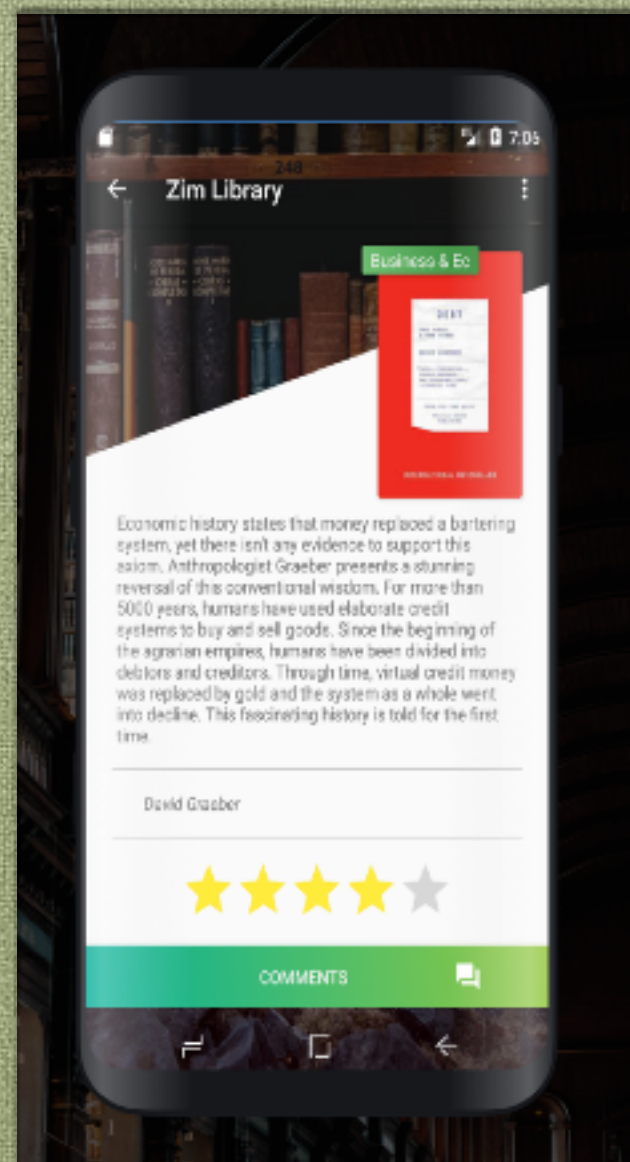 7:06
248
Zim Library
Business & Ec
DEBT
Economic history states that money replaced a bartering
system, yet there isn't any evidence to support this
axiom. Anthropologist Graeber presents a stunning
reversal of this conventional wisdom. For more than
5000 years, humans have used elaborate credit
systems to buy and sell goods. Since the beginning of
the agrarian empires, humans have been divided into
debtors and creditors. Through time, virtual credit money
was replaced by gold and the system as a whole went
into decline. This fascinating history is told for the first
time.
David Graeber
COMMENTS